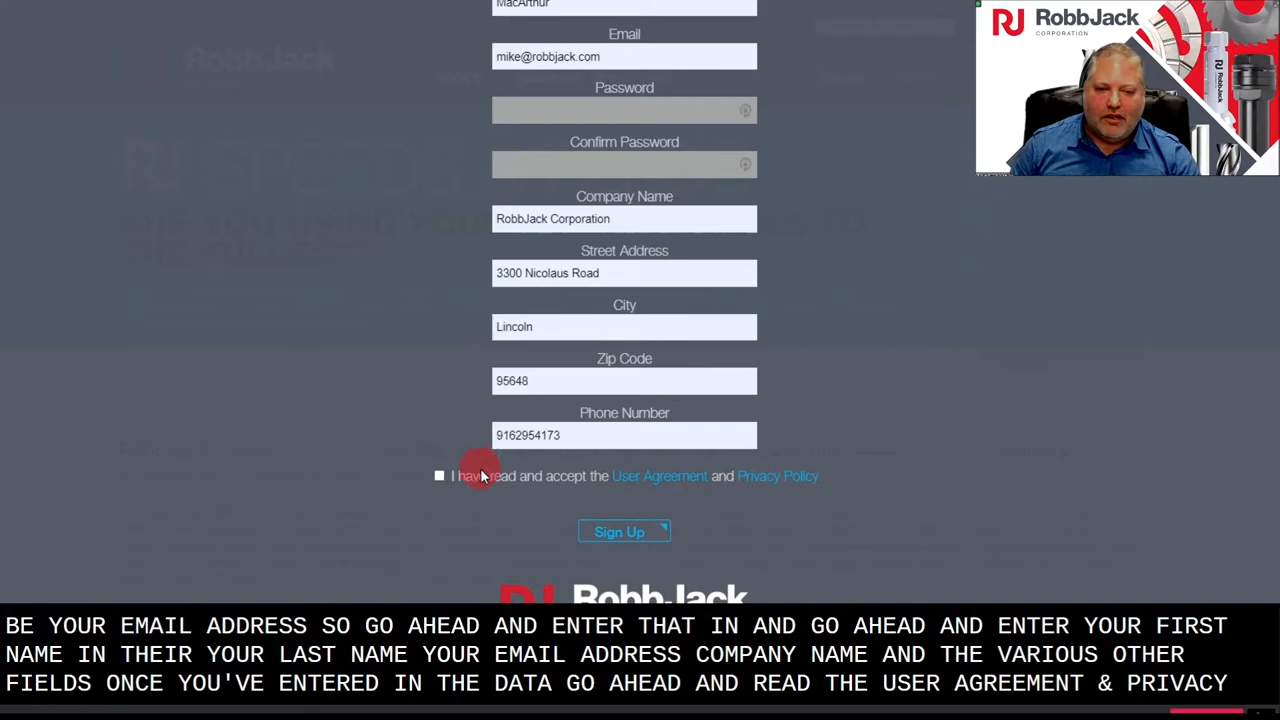 MacArthur
Email
mike@robbjack.com
Password
Confirm Password
Company Name
RobbJack Corporation
Street Address
3300 Nicolaus Road
City
Lincoln
Zip Code
95648
Phone Number
9162954173
I have read and accept the User Agreement and Privacy Policy
Sign Up
RJ RobbJack
RJ RobbJack
CORPORATION
RobbJack
BE YOUR EMAIL ADDRESS SO GO AHEAD AND ENTER THAT IN AND GO AHEAD AND ENTER YOUR FIRST
NAME IN THEIR YOUR LAST NAME YOUR EMAIL ADDRESS COMPANY NAME AND THE VARIOUS OTHER
FIELDS ONCE YOU'VE ENTERED IN THE DATA GO AHEAD AND READ THE USER AGREEMENT & PRIVACY